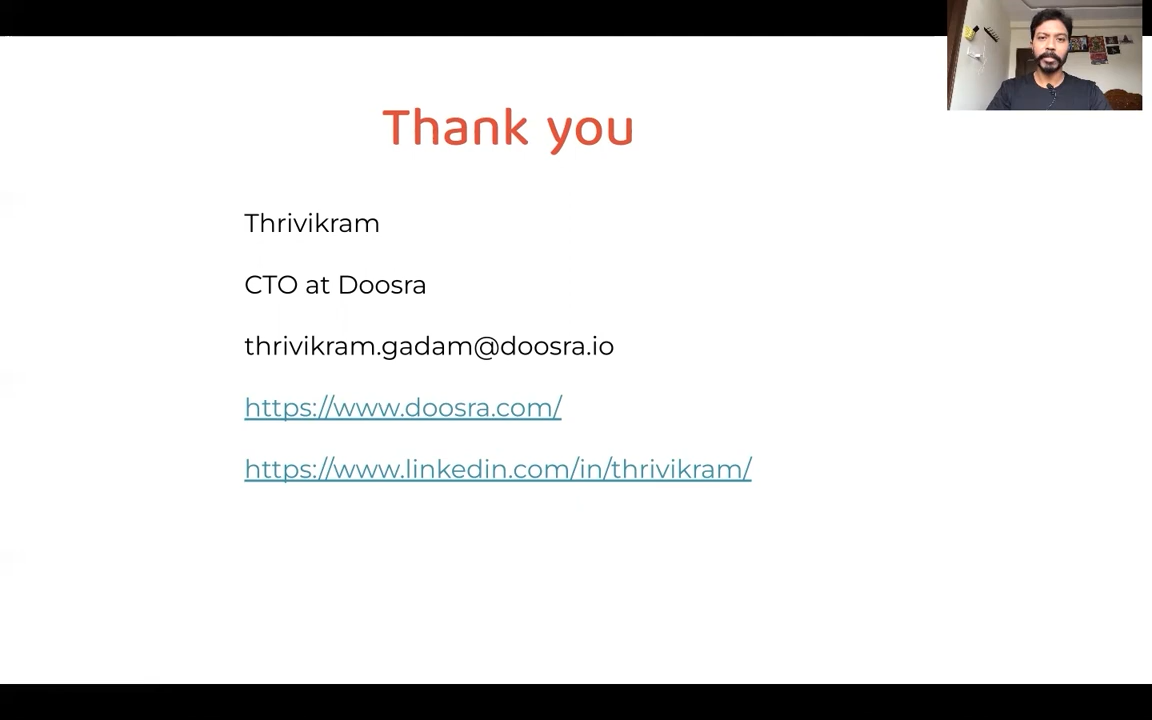 Thank you
Thrivikram
CTO at Doosra
thrivikram.gadam@doosra.io
https://www.doosra.com/
https://www.linkedin.com/in/thrivikram/